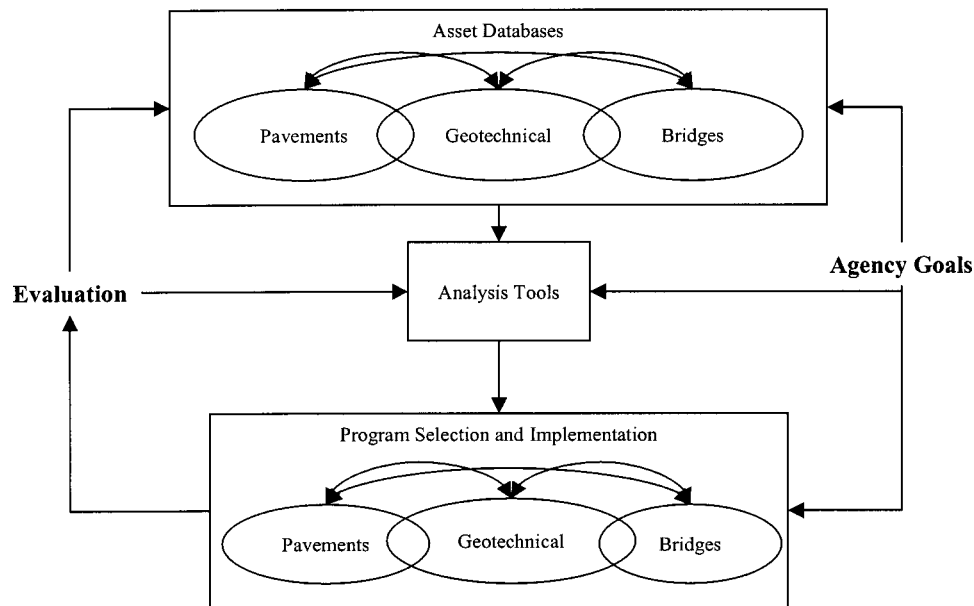 Asset Databases
Pavements
Geotechnical
Bridges
Analysis Tools
Evaluation
Agency Goals
Program Selection and Implementation
Pavements
Geotechnical
Bridges